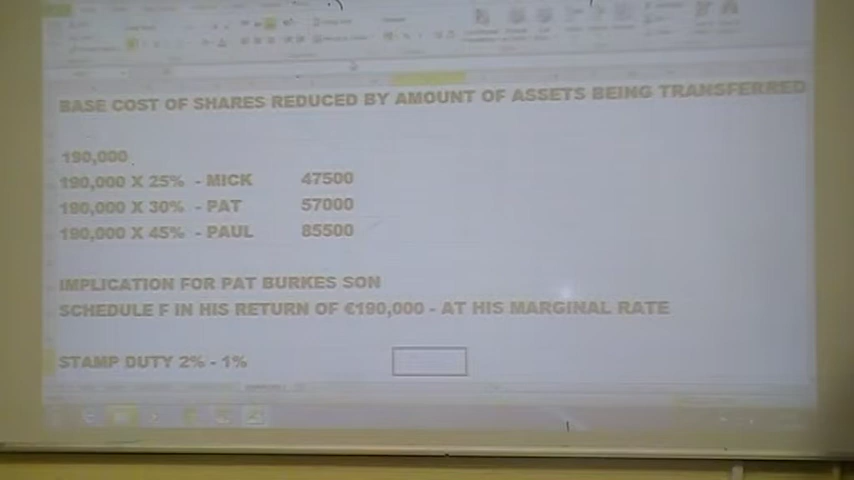 BASE COST OF SHARES REDUCED BY AMOUNT OF ASSETS BEING TRANSFERRED
190,000
190,000 X 25% - MICK 47500
190,000 X 30% - PAT 57000
190,000 X 45% - PAUL 85500
IMPLICATION FOR PAT BURKES SON
SCHEDULE F IN HIS RETURN OF €190,000 - AT HIS MARGINAL RATE
STAMP DUTY 2% - 1%